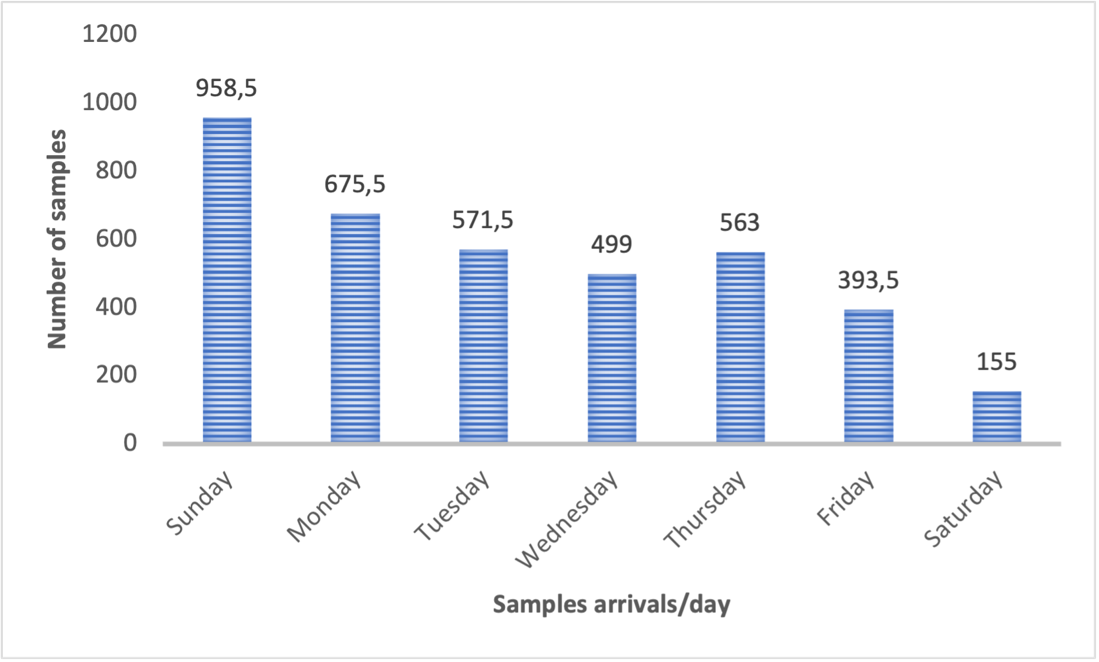 1200
1000
800
600
400
200
0
Number of samples
958,5
675,5
571,5
499
563
393,5
155
Sunday
Monday
Tuesday
Wednesday
Thursday
Friday
Saturday
Samples arrivals/day